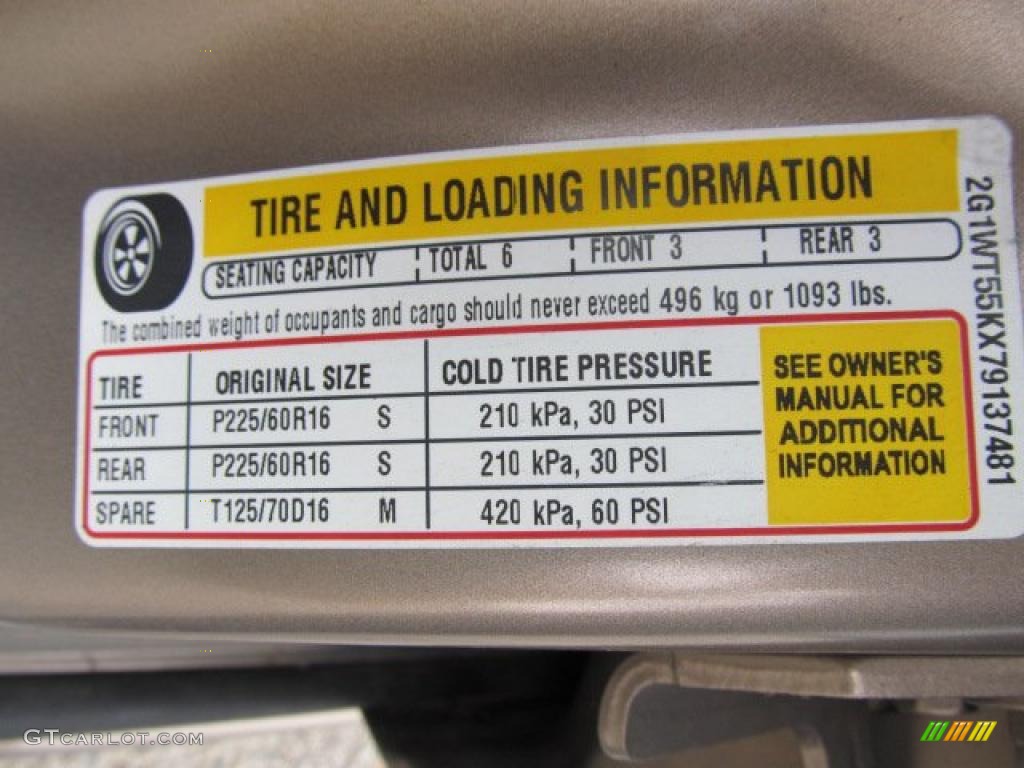 TIRE AND LOADING INFORMATION
SEATING CAPACITY TOTAL 6 FRONT 3 REAR 3
The combined weight of occupants and cargo should never exceed 496 kg or 1093 lbs.
TIRE ORIGINAL SIZE COLD TIRE PRESSURE
FRONT P225/60R16 S 210 kPa, 30 PSI
REAR P225/60R16 S 210 kPa, 30 PSI
SPARE T125/70D16 M 420 kPa, 60 PSI
SEE OWNER'S
MANUAL FOR
ADDITIONAL
INFORMATION
2G1WT55KX79137481
GTCARLOT.COM